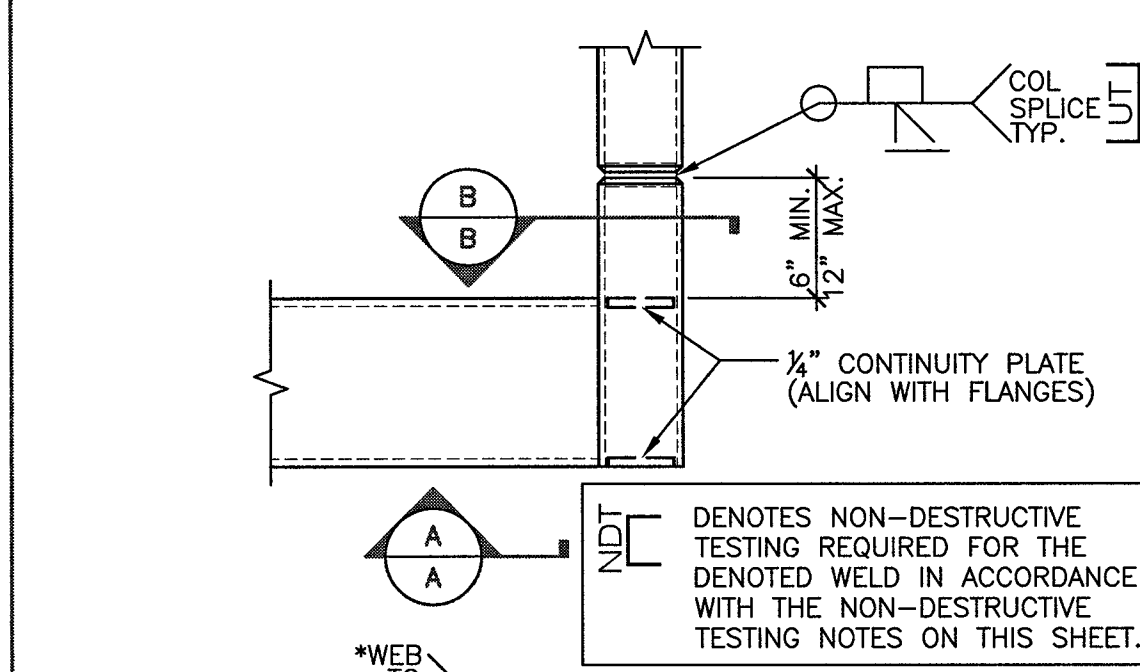 COL
SPLICE
TYP.
UT
B
B
6" MIN.
12" MAX.
¼" CONTINUITY PLATE
(ALIGN WITH FLANGES)
A
A
NDT
DENOTES NON-DESTRUCTIVE
TESTING REQUIRED FOR THE
DENOTED WELD IN ACCORDANCE
WITH THE NON-DESTRUCTIVE
TESTING NOTES ON THIS SHEET.
*WEB
TO